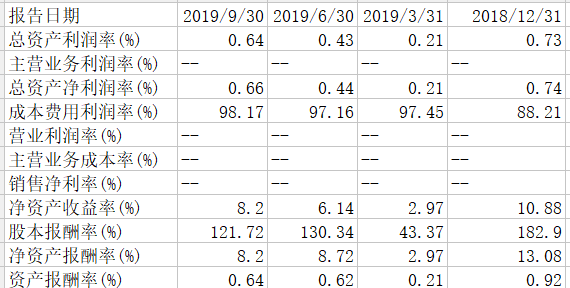 报告日期 2019/9/30 2019/6/30 2019/3/31 2018/12/31
总资产利润率(%) 0.64 0.43 0.21 0.73
主营业务利润率(%) -- -- -- --
总资产净利润率(%) 0.66 0.44 0.21 0.74
成本费用利润率(%) 98.17 97.16 97.45 88.21
营业利润率(%) -- -- -- --
主营业务成本率(%) -- -- -- --
销售净利率(%) -- -- -- --
净资产收益率(%) 8.2 6.14 2.97 10.88
股本报酬率(%) 121.72 130.34 43.37 182.9
净资产报酬率(%) 8.2 8.72 2.97 13.08
资产报酬率(%) 0.64 0.62 0.21 0.92